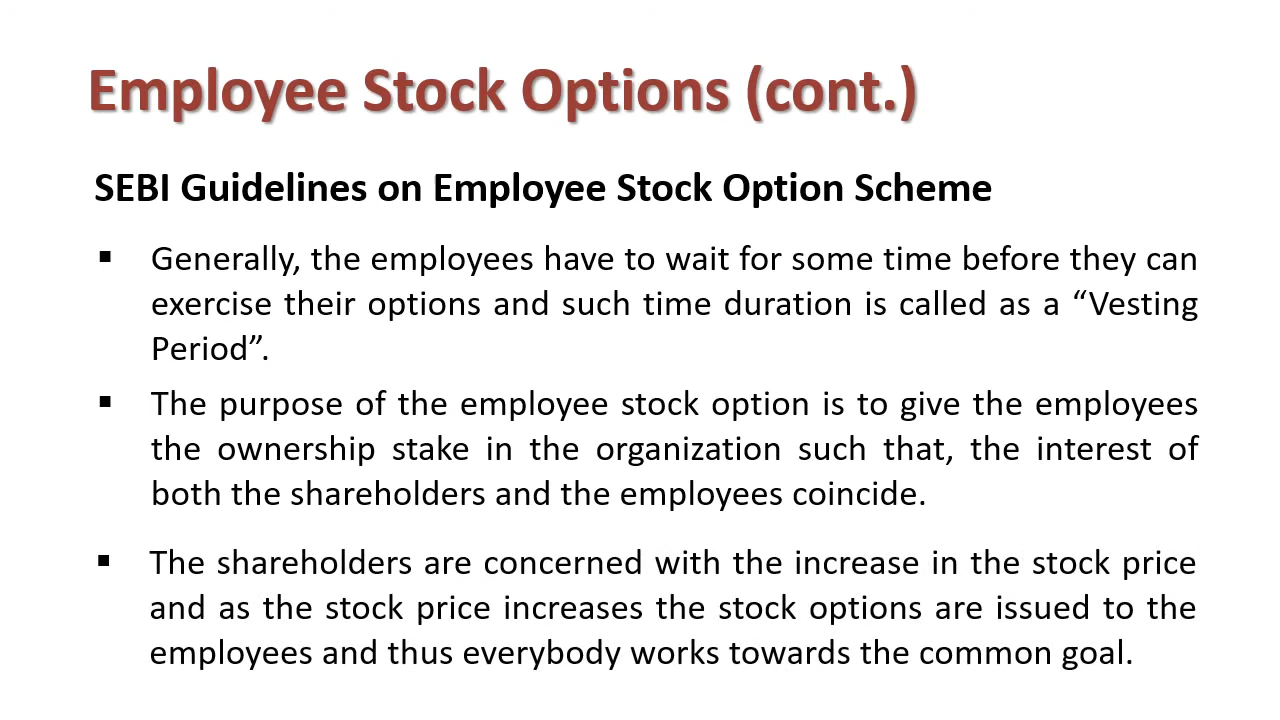 Employee Stock Options (cont.)
SEBI Guidelines on Employee Stock Option Scheme
▪ Generally, the employees have to wait for some time before they can
exercise their options and such time duration is called as a “Vesting
Period”.
▪ The purpose of the employee stock option is to give the employees
the ownership stake in the organization such that, the interest of
both the shareholders and the employees coincide.
▪ The shareholders are concerned with the increase in the stock price
and as the stock price increases the stock options are issued to the
employees and thus everybody works towards the common goal.